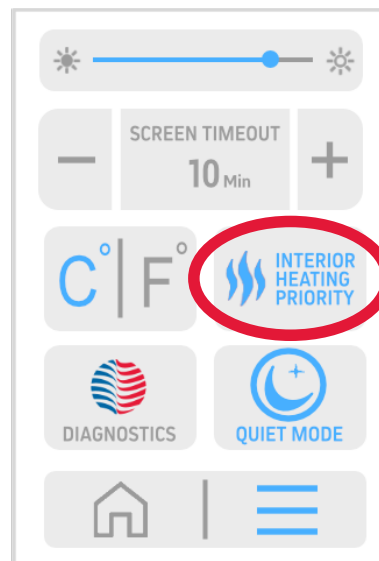 SCREEN TIMEOUT
10 Min
C° F°
INTERIOR
HEATING
PRIORITY
DIAGNOSTICS
QUIET MODE